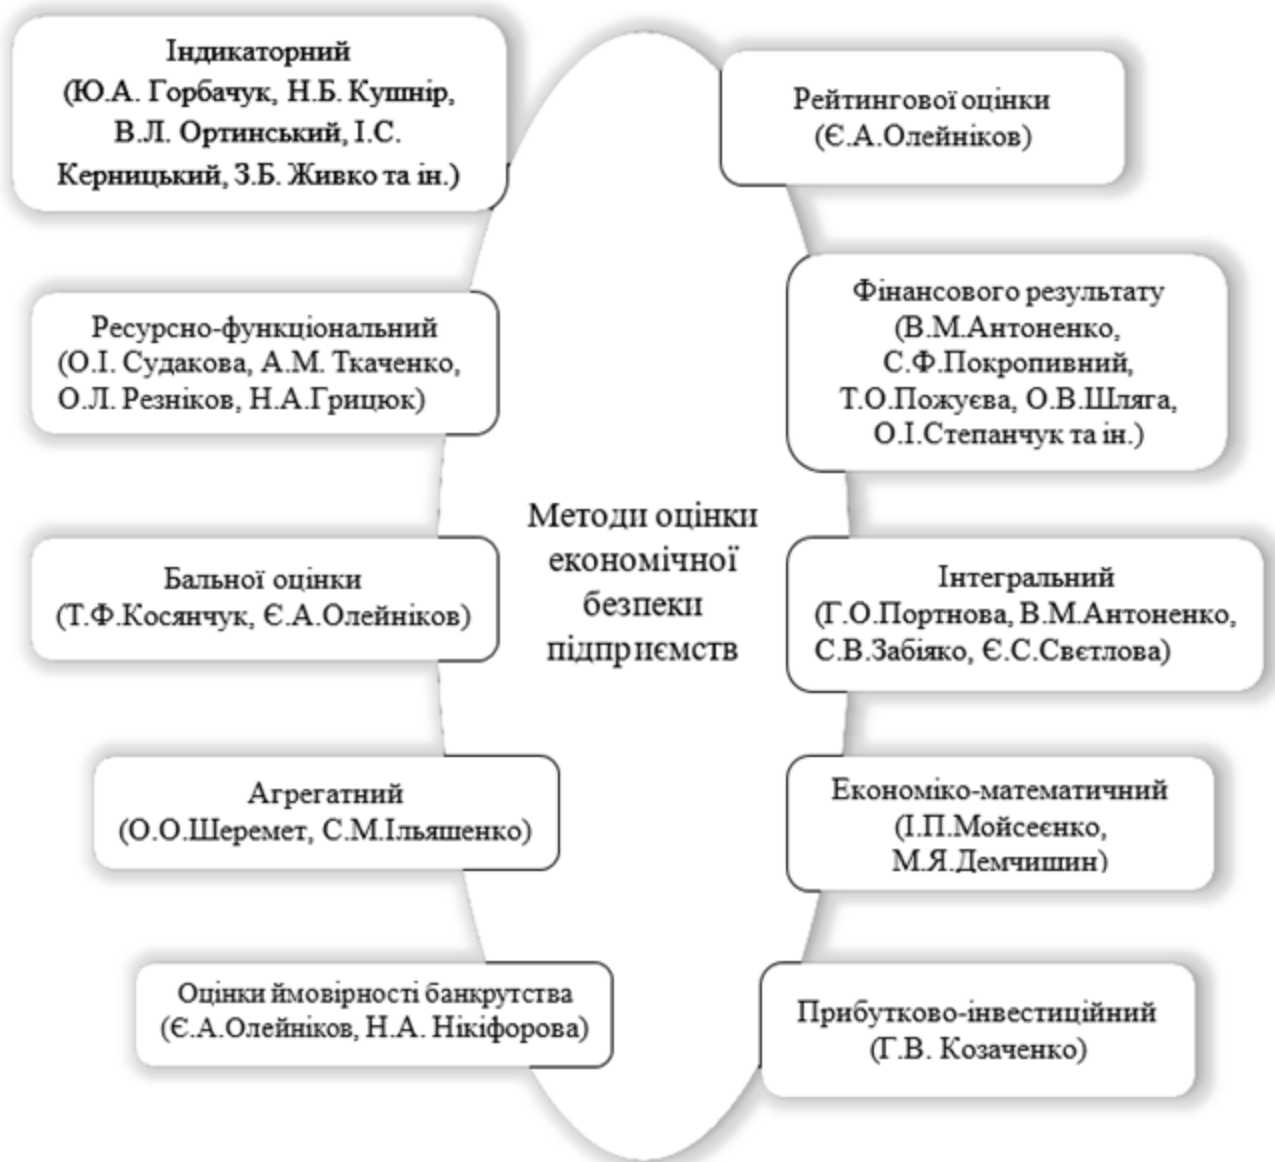 Індикаторний
(Ю.А. Горбачук, Н.Б. Кушнір,
В.Л. Ортинський, І.С.
Керницький, З.Б. Живко та ін.)
Ресурсно-функціональний
(О.І. Судакова, А.М. Ткаченко,
О.Л. Резніков, Н.А.Грицюк)
Бальної оцінки
(Т.Ф.Косянчук, Є.А.Олейніков)
Агрегатний
(О.О.Шеремет, С.М.Ільяшенко)
Оцінки ймовірності банкрутства
(Є.А.Олейніков, Н.А. Нікіфорова)
Методи оцінки
економічної
безпеки
підприємств
Рейтингової оцінки
(Є.А.Олейніков)
Фінансового результату
(В.М.Антоненко,
С.Ф.Покропивний,
Т.О.Пожуєва, О.В.Шляга,
О.І.Степанчук та ін.)
Інтегральний
(Г.О.Портнова, В.М.Антоненко,
С.В.Забіяко, Є.С.Свєтлова)
Економіко-математичний
(І.П.Мойсеєнко,
М.Я.Демчишин)
Прибутково-інвестиційний
(Г.В. Козаченко)